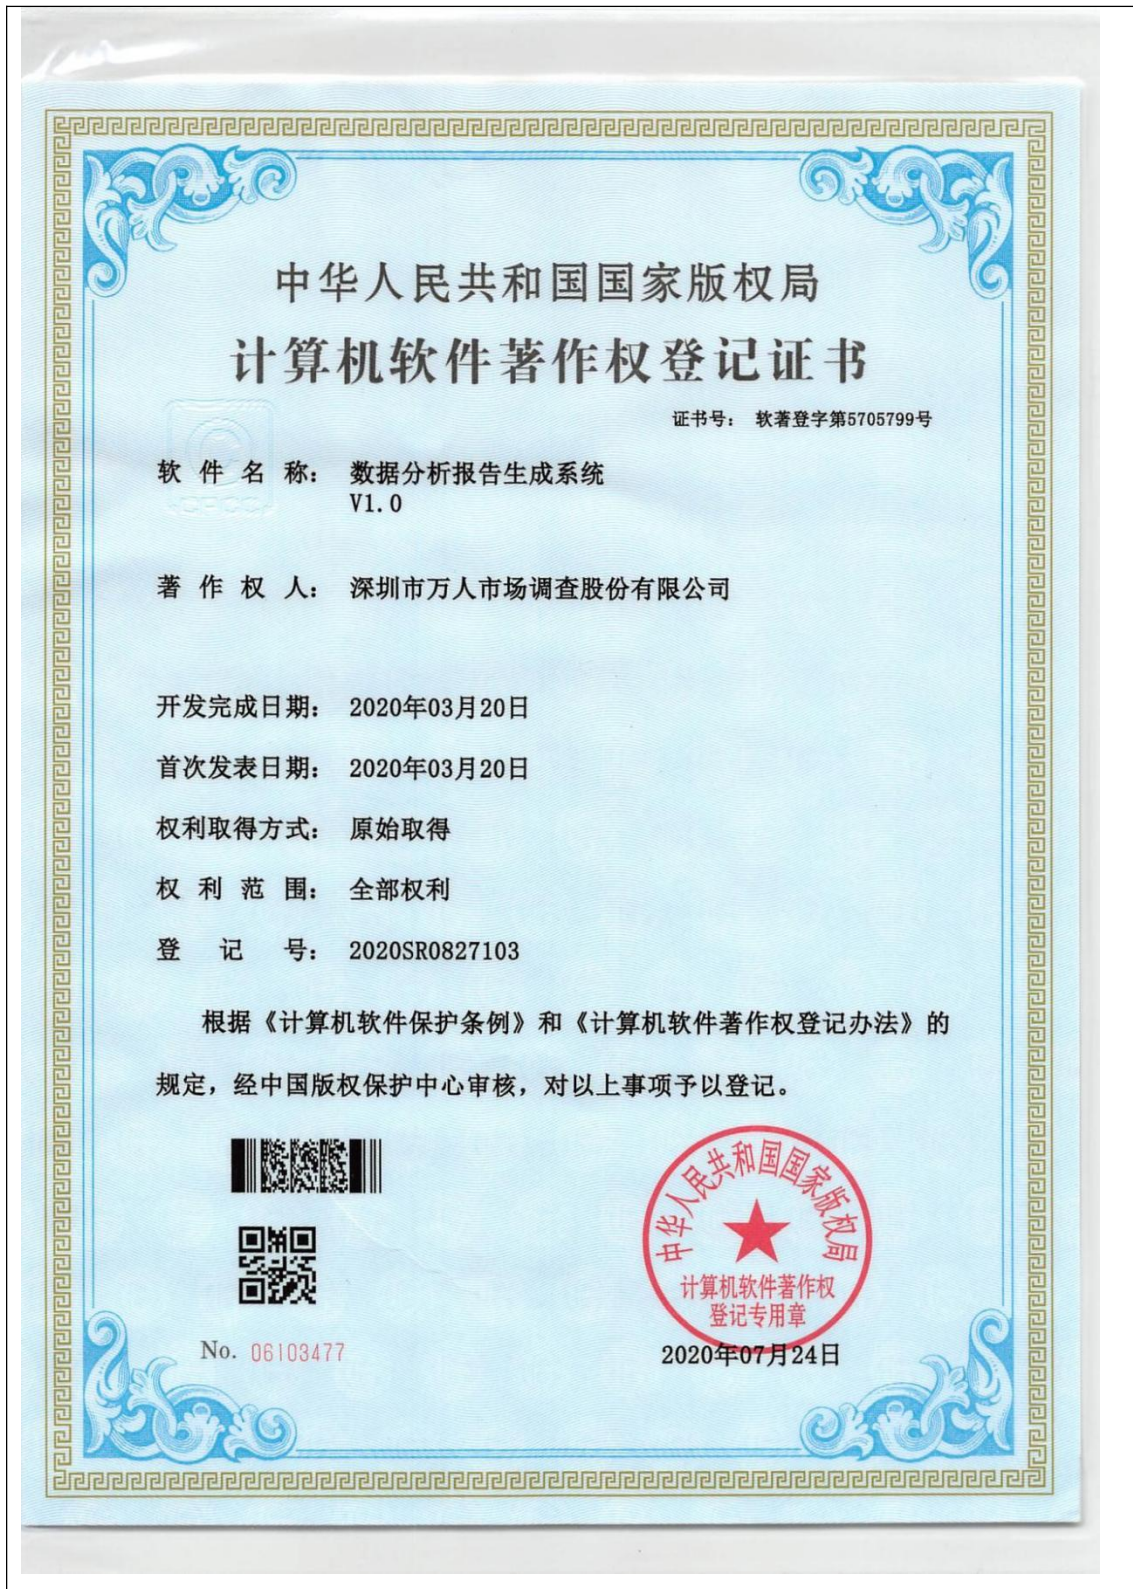 中华人民共和国国家版权局
计算机软件著作权登记证书
证书号： 软著登字第5705799号
CPCC
软件名称： 数据分析报告生成系统
V1.0
著作权人： 深圳市万人市场调查股份有限公司
开发完成日期： 2020年03月20日
首次发表日期： 2020年03月20日
权利取得方式： 原始取得
权利范围： 全部权利
登记号： 2020SR0827103
根据《计算机软件保护条例》和《计算机软件著作权登记办法》的
规定，经中国版权保护中心审核，对以上事项予以登记。
中华人民共和国国家版权局
计算机软件著作权
登记专用章
No. 06103477
2020年07月24日